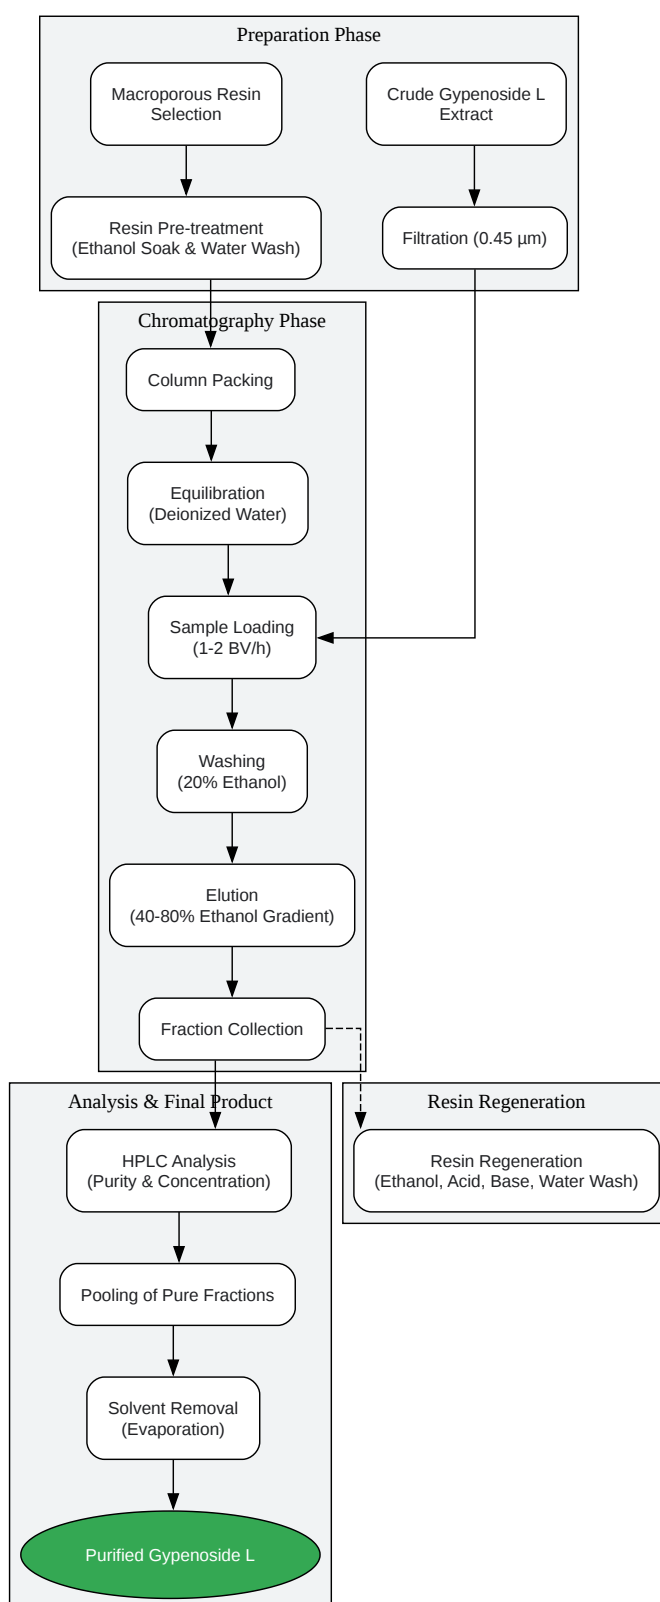 Preparation Phase
Macroporous Resin
Selection
Crude Gypenoside L
Extract
Resin Pre-treatment
(Ethanol Soak & Water Wash)
Filtration (0.45 µm)
Chromatography Phase
Column Packing
Equilibration
(Deionized Water)
Sample Loading
(1-2 BV/h)
Washing
(20% Ethanol)
Elution
(40-80% Ethanol Gradient)
Fraction Collection
Analysis & Final Product
Resin Regeneration
HPLC Analysis
(Purity & Concentration)
Resin Regeneration
(Ethanol, Acid, Base, Water Wash)
Pooling of Pure Fractions
Solvent Removal
(Evaporation)
Purified Gypenoside L